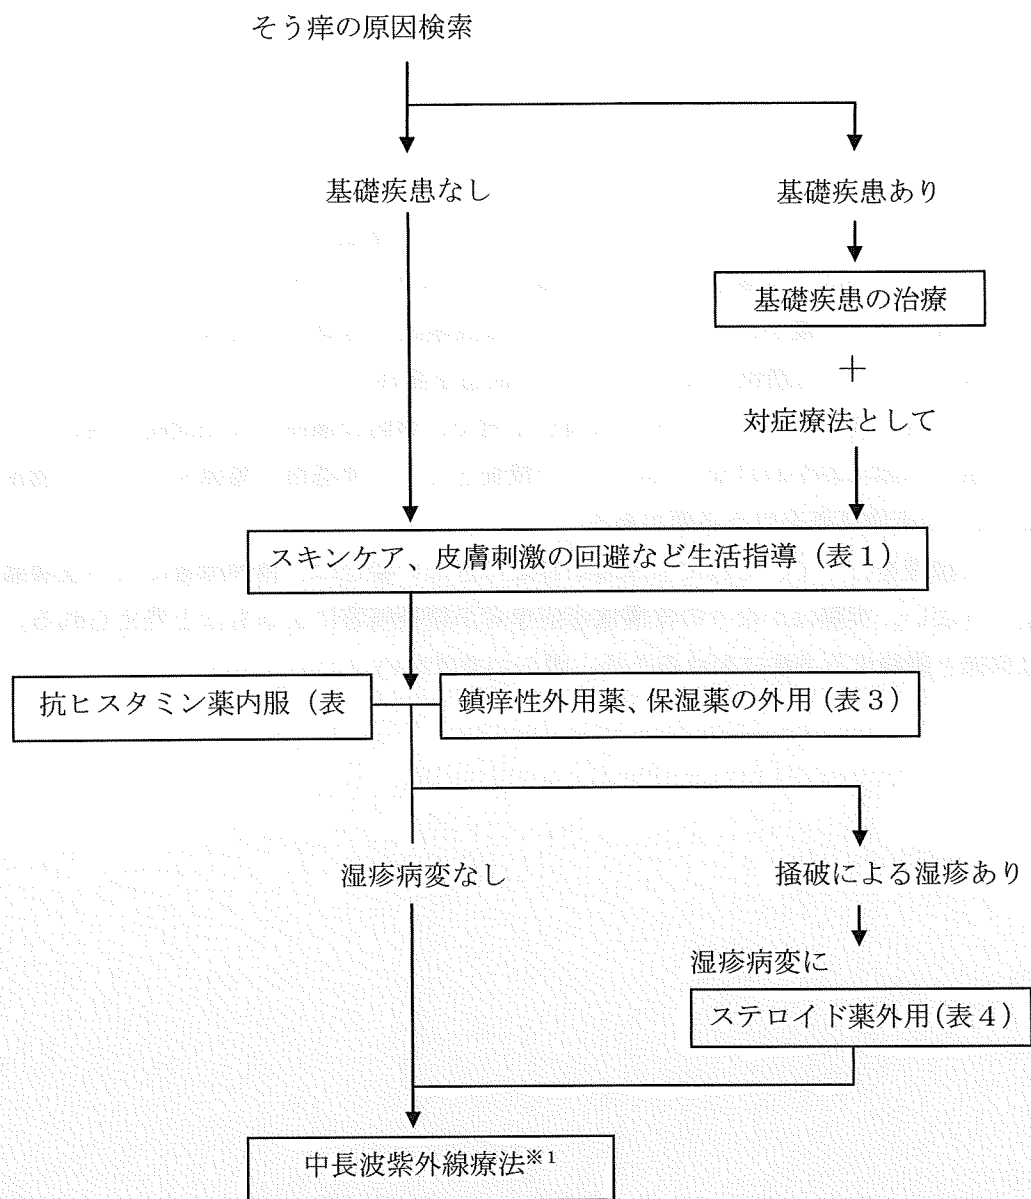 そう痒の原因検索
基礎疾患なし
基礎疾患あり
基礎疾患の治療
＋
対症療法として
スキンケア、皮膚刺激の回避など生活指導（表１）
抗ヒスタミン薬内服（表
鎮痒性外用薬、保湿薬の外用（表３）
湿疹病変なし
掻破による湿疹あり
湿疹病変に
ステロイド薬外用（表４）
中長波紫外線療法※1